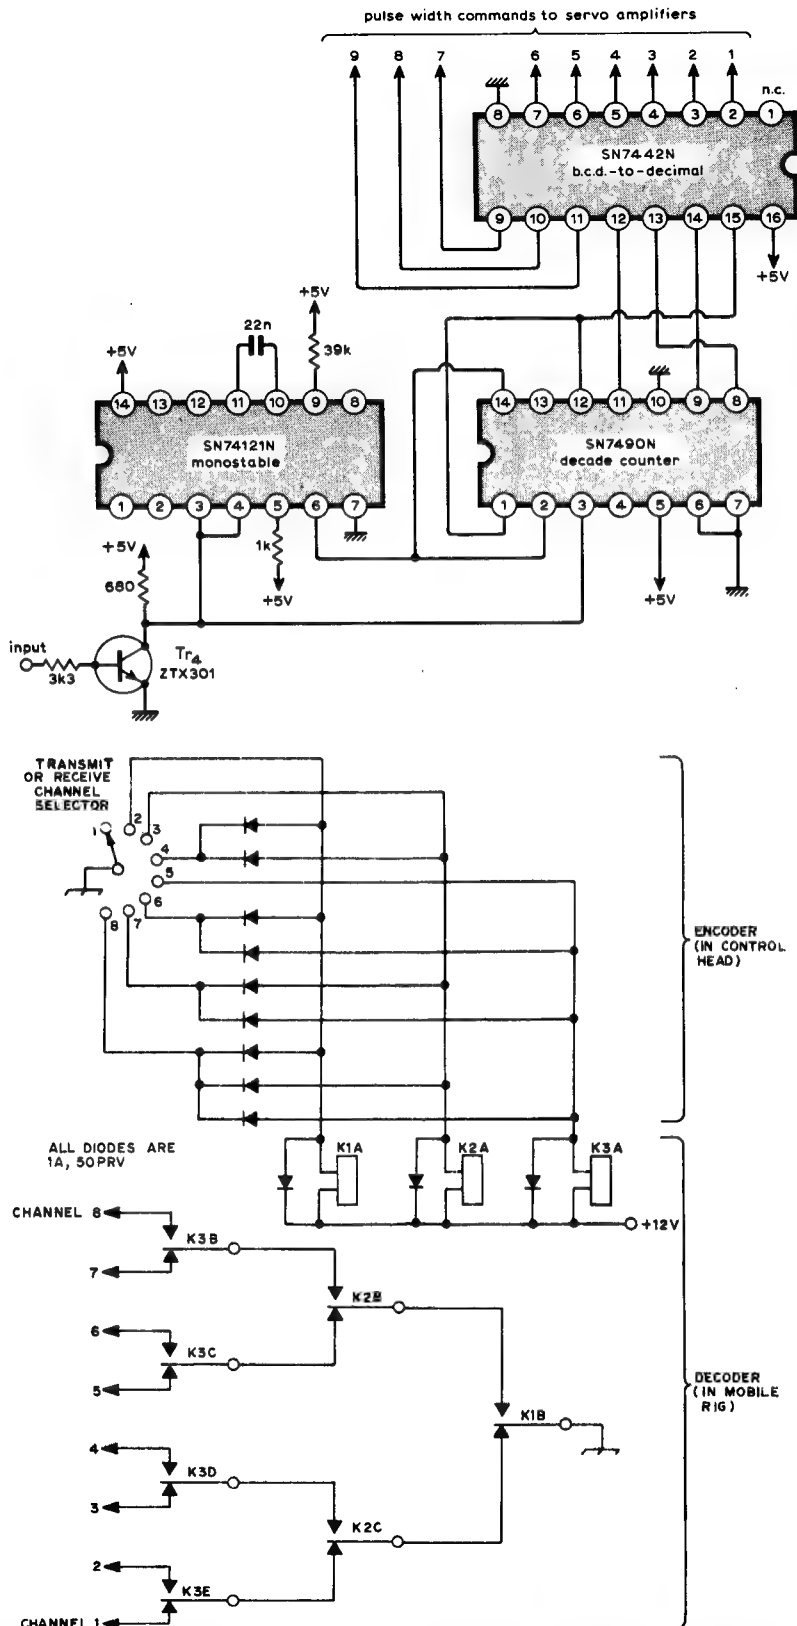 pulse width commands to servo amplifiers
9 8 7 6 5 4 3 2 1
n.c.
8 7 6 5 4 3 2 1
SN7442N
b.c.d.-to-decimal
9 10 11 12 13 14 15 16
+5V
+5V
22n
+5V
39k
14 13 12 11 10 9 8
SN74121N
monostable
1 2 3 4 5 6 7
14 13 12 11 10 9 8
SN7490N
decade counter
1 2 3 4 5 6 7
+5V
680
1k
+5V
+5V
input
3k3
Tr4
ZTX301
TRANSMIT
OR RECEIVE
CHANNEL
SELECTOR
1 2 3
4
5
6
7
8
ENCODER
(IN CONTROL
HEAD)
ALL DIODES ARE
1A, 50PRV
K1A K2A K3A
+12V
CHANNEL 8
K3B
7
K2B
6
K3C
5
DECODER
(IN MOBILE
RIG)
K1B
4
K3D
3
K2C
2
K3E
CHANNEL 1